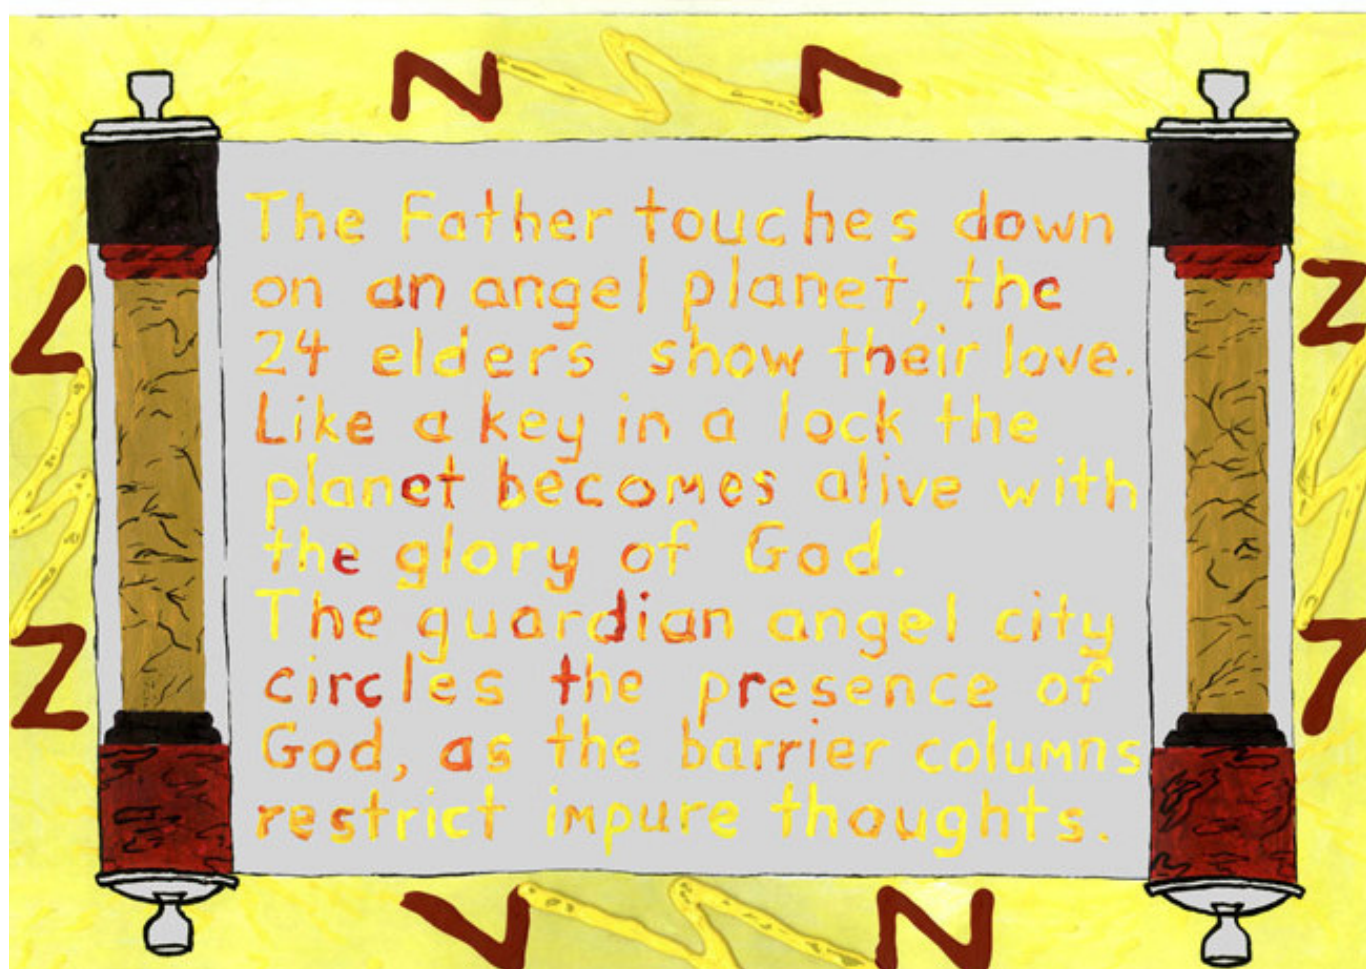 The Father touches down
on an angel planet, the
24 elders show their love.
Like a key in a lock the
planet becomes alive with
the glory of God.
The guardian angel city
circles the presence of
God, as the barrier columns
restrict impure thoughts.